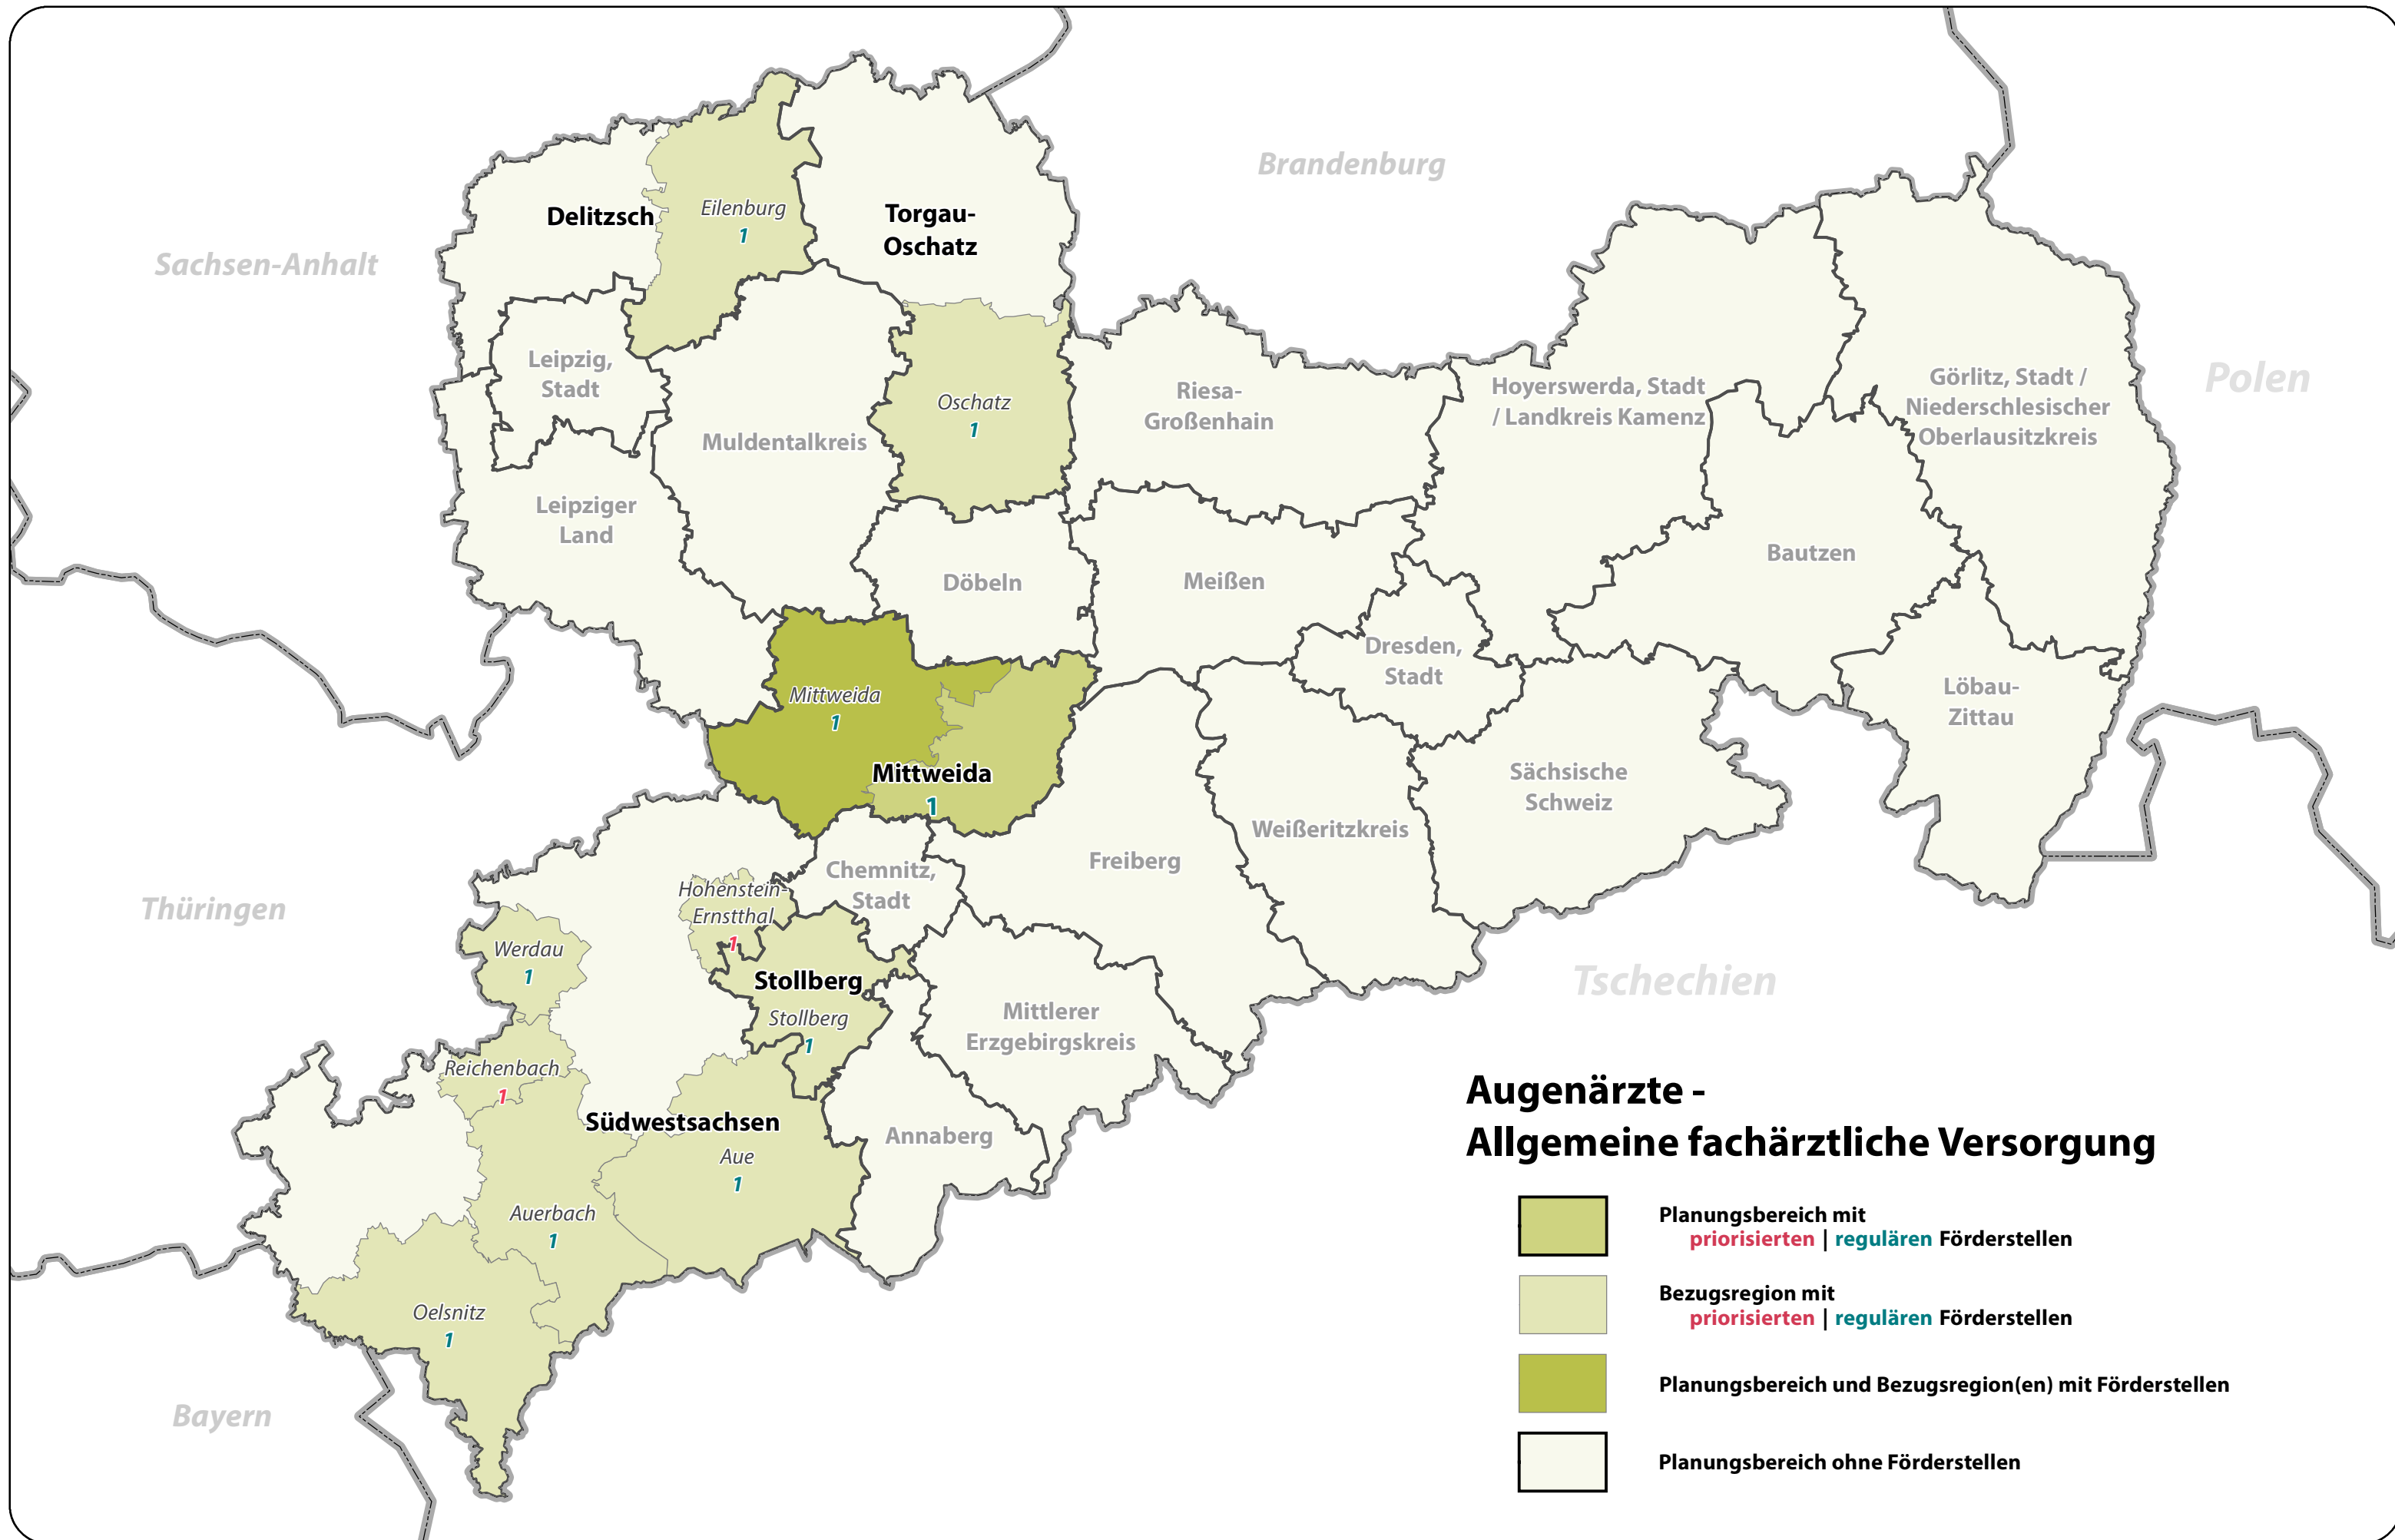 Brandenburg
Sachsen-Anhalt
Polen
Thüringen
Tschechien
Bayern
Delitzsch
Eilenburg
1
Torgau-
Oschatz
Leipzig,
Stadt
Oschatz
1
Muldentalkreis
Leipziger
Land
Riesa-
Großenhain
Hoyerswerda, Stadt
/ Landkreis Kamenz
Görlitz, Stadt /
Niederschlesischer
Oberlausitzkreis
Döbeln
Meißen
Bautzen
Dresden,
Stadt
Löbau-
Zittau
Mittweida
1
Mittweida
1
Sächsische
Schweiz
Weißeritzkreis
Freiberg
Chemnitz,
Stadt
Hohenstein-
Ernstthal
1
Werdau
1
Stollberg
Stollberg
1
Mittlerer
Erzgebirgskreis
Reichenbach
1
Südwestsachsen
Aue
1
Annaberg
Auerbach
1
Oelsnitz
1
Augenärzte -
Allgemeine fachärztliche Versorgung
Planungsbereich mit
priorisierten | regulären Förderstellen
Bezugsregion mit
priorisierten | regulären Förderstellen
Planungsbereich und Bezugsregion(en) mit Förderstellen
Planungsbereich ohne Förderstellen